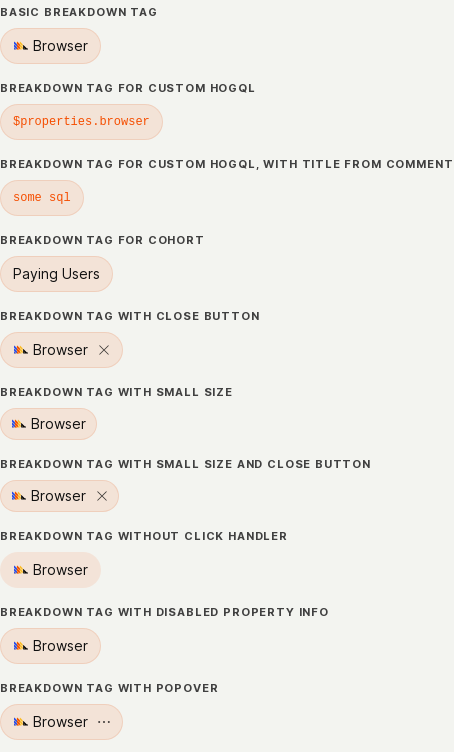 BASIC BREAKDOWN TAG
Browser
BREAKDOWN TAG FOR CUSTOM HOGQL
$properties.browser
BREAKDOWN TAG FOR CUSTOM HOGQL, WITH TITLE FROM COMMENT
some sql
BREAKDOWN TAG FOR COHORT
Paying Users
BREAKDOWN TAG WITH CLOSE BUTTON
Browser
BREAKDOWN TAG WITH SMALL SIZE
Browser
BREAKDOWN TAG WITH SMALL SIZE AND CLOSE BUTTON
Browser
BREAKDOWN TAG WITHOUT CLICK HANDLER
Browser
BREAKDOWN TAG WITH DISABLED PROPERTY INFO
Browser
BREAKDOWN TAG WITH POPOVER
Browser